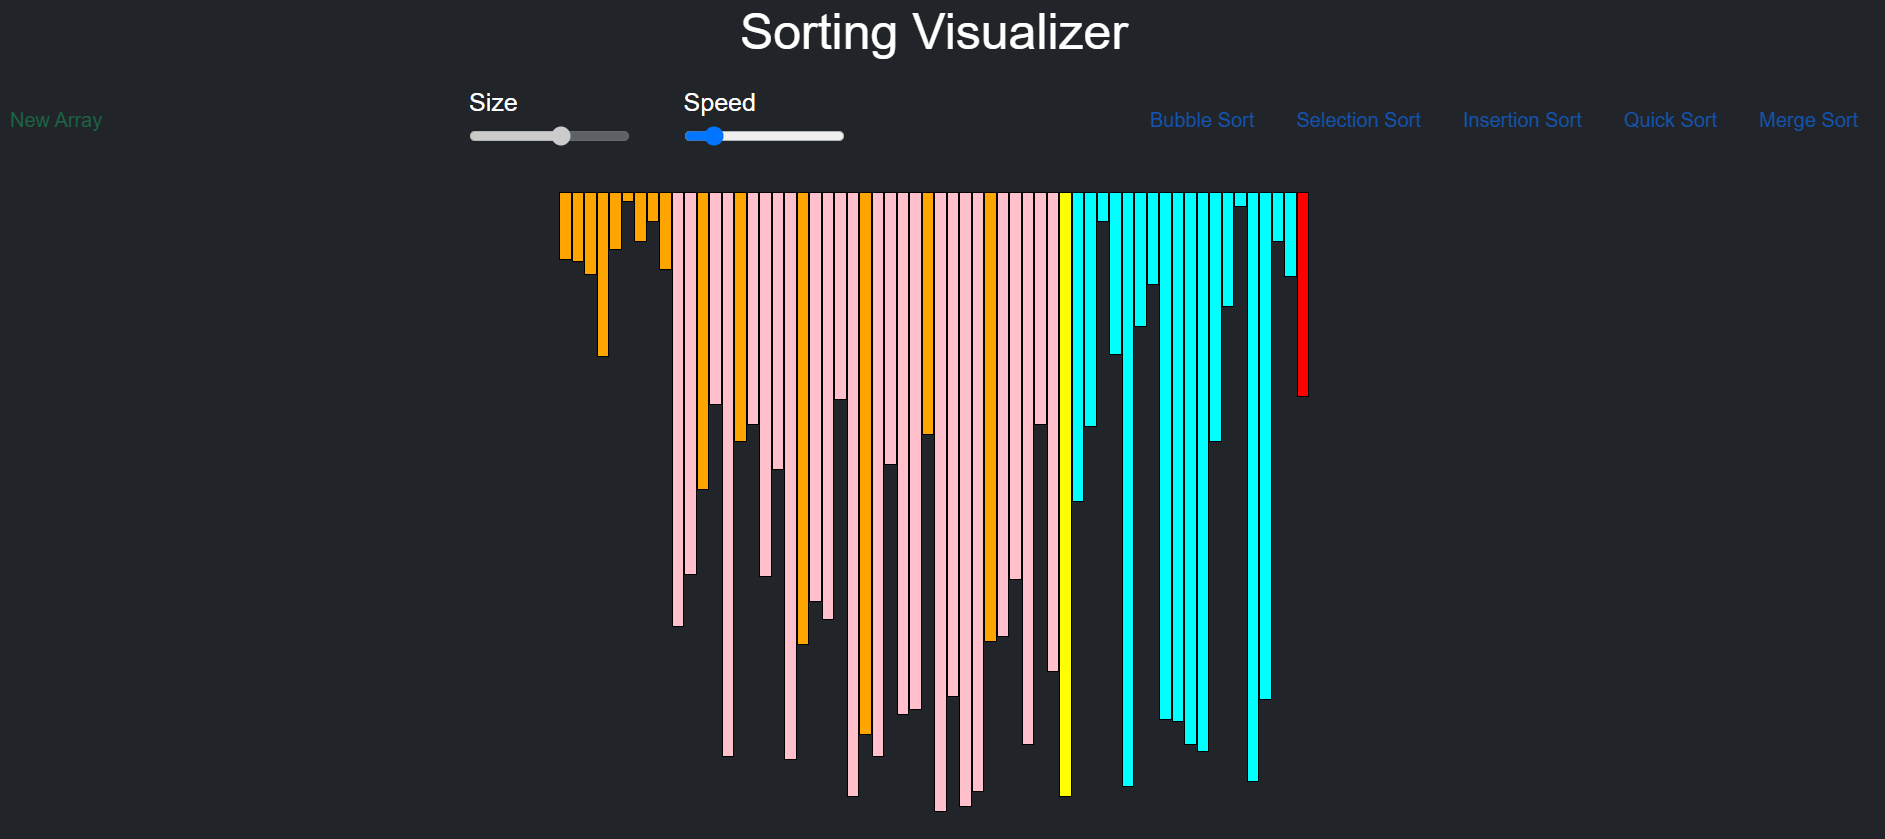 Sorting Visualizer
Size
Speed
New Array
Bubble Sort
Selection Sort
Insertion Sort
Quick Sort
Merge Sort